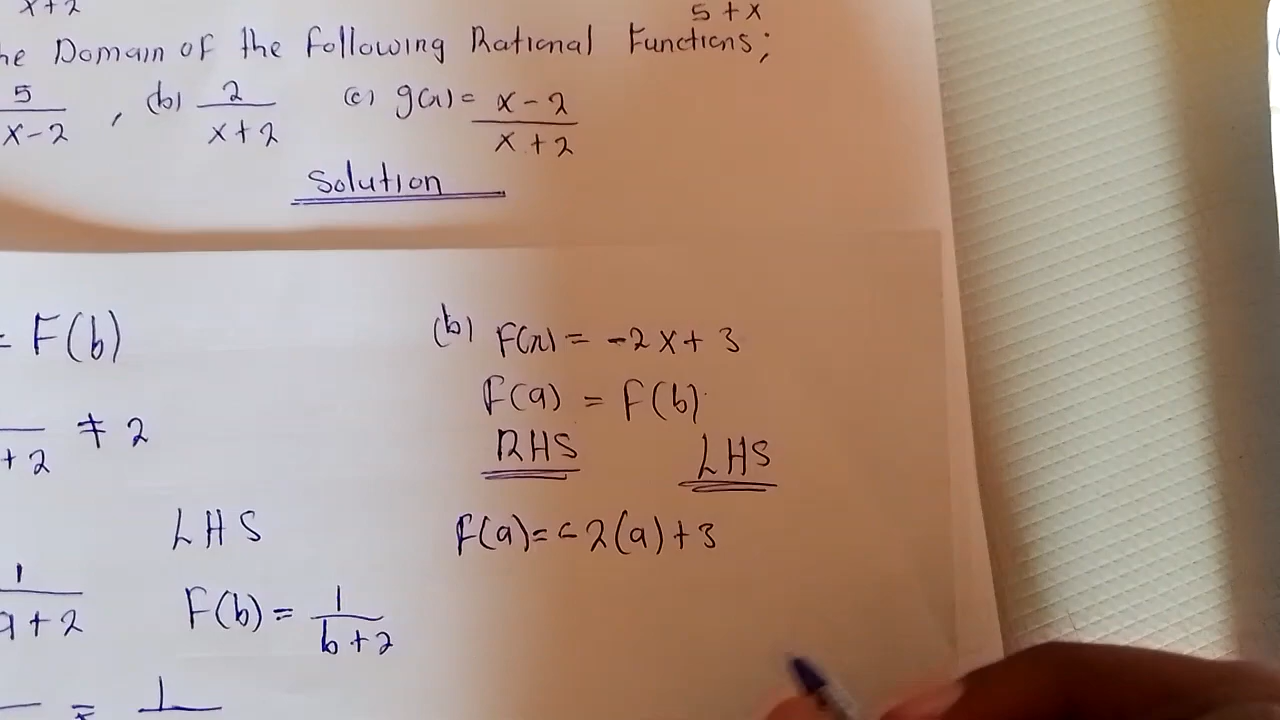 x+2
5+x
he Domain of the Following Rational Functions;
5/x-2 , (b) 2/x+2 (c) g(x) = x-2/x+2
Solution
= F(b)
+2 ≠ 2
LHS
1/a+2 F(b) = 1/b+2
= 1
(b) F(x) = -2x+3
F(a) = F(b)
RHS LHS
F(a) = -2(a)+3